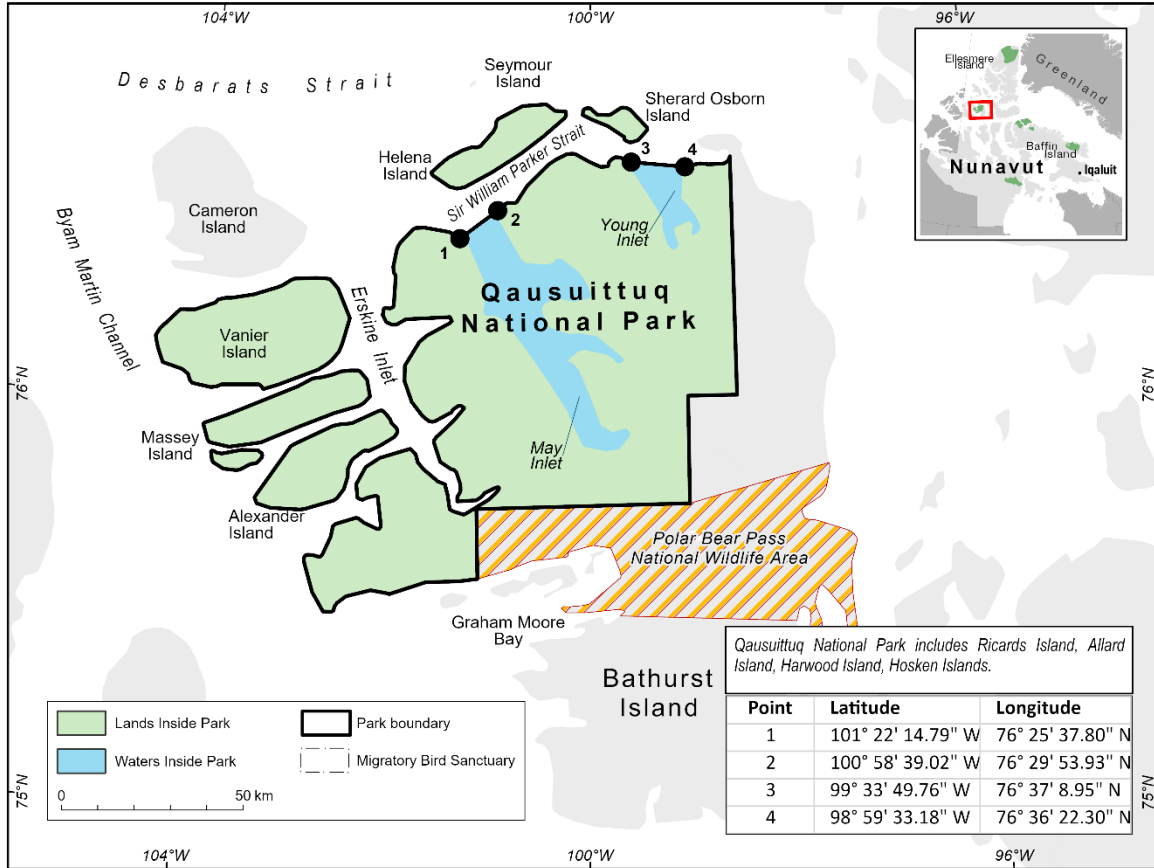 104°W
100°W
96°W
Desbarats Strait
Seymour
Island
Sherard Osborn
Island
Helena
Island
Sir William Parker Strait
3
4
2
1
Cameron
Island
Byam Martin Channel
Young
Inlet
Qausuittuq
National Park
Erskine Inlet
Vanier
Island
76°N
76°N
Massey
Island
May
Inlet
Alexander
Island
Polar Bear Pass
National Wildlife Area
Graham Moore
Bay
Bathurst
Island
Ellesmere
Island
Greenland
Baffin
Island
Nunavut
Iqaluit
Qausuittuq National Park includes Ricards Island, Allard
Island, Harwood Island, Hosken Islands.
Point Latitude Longitude
1 101° 22' 14.79" W 76° 25' 37.80" N
2 100° 58' 39.02" W 76° 29' 53.93" N
3 99° 33' 49.76" W 76° 37' 8.95" N
4 98° 59' 33.18" W 76° 36' 22.30" N
Lands Inside Park
Park boundary
Waters Inside Park
Migratory Bird Sanctuary
0 50 km
75°N
75°N
104°W
100°W
96°W